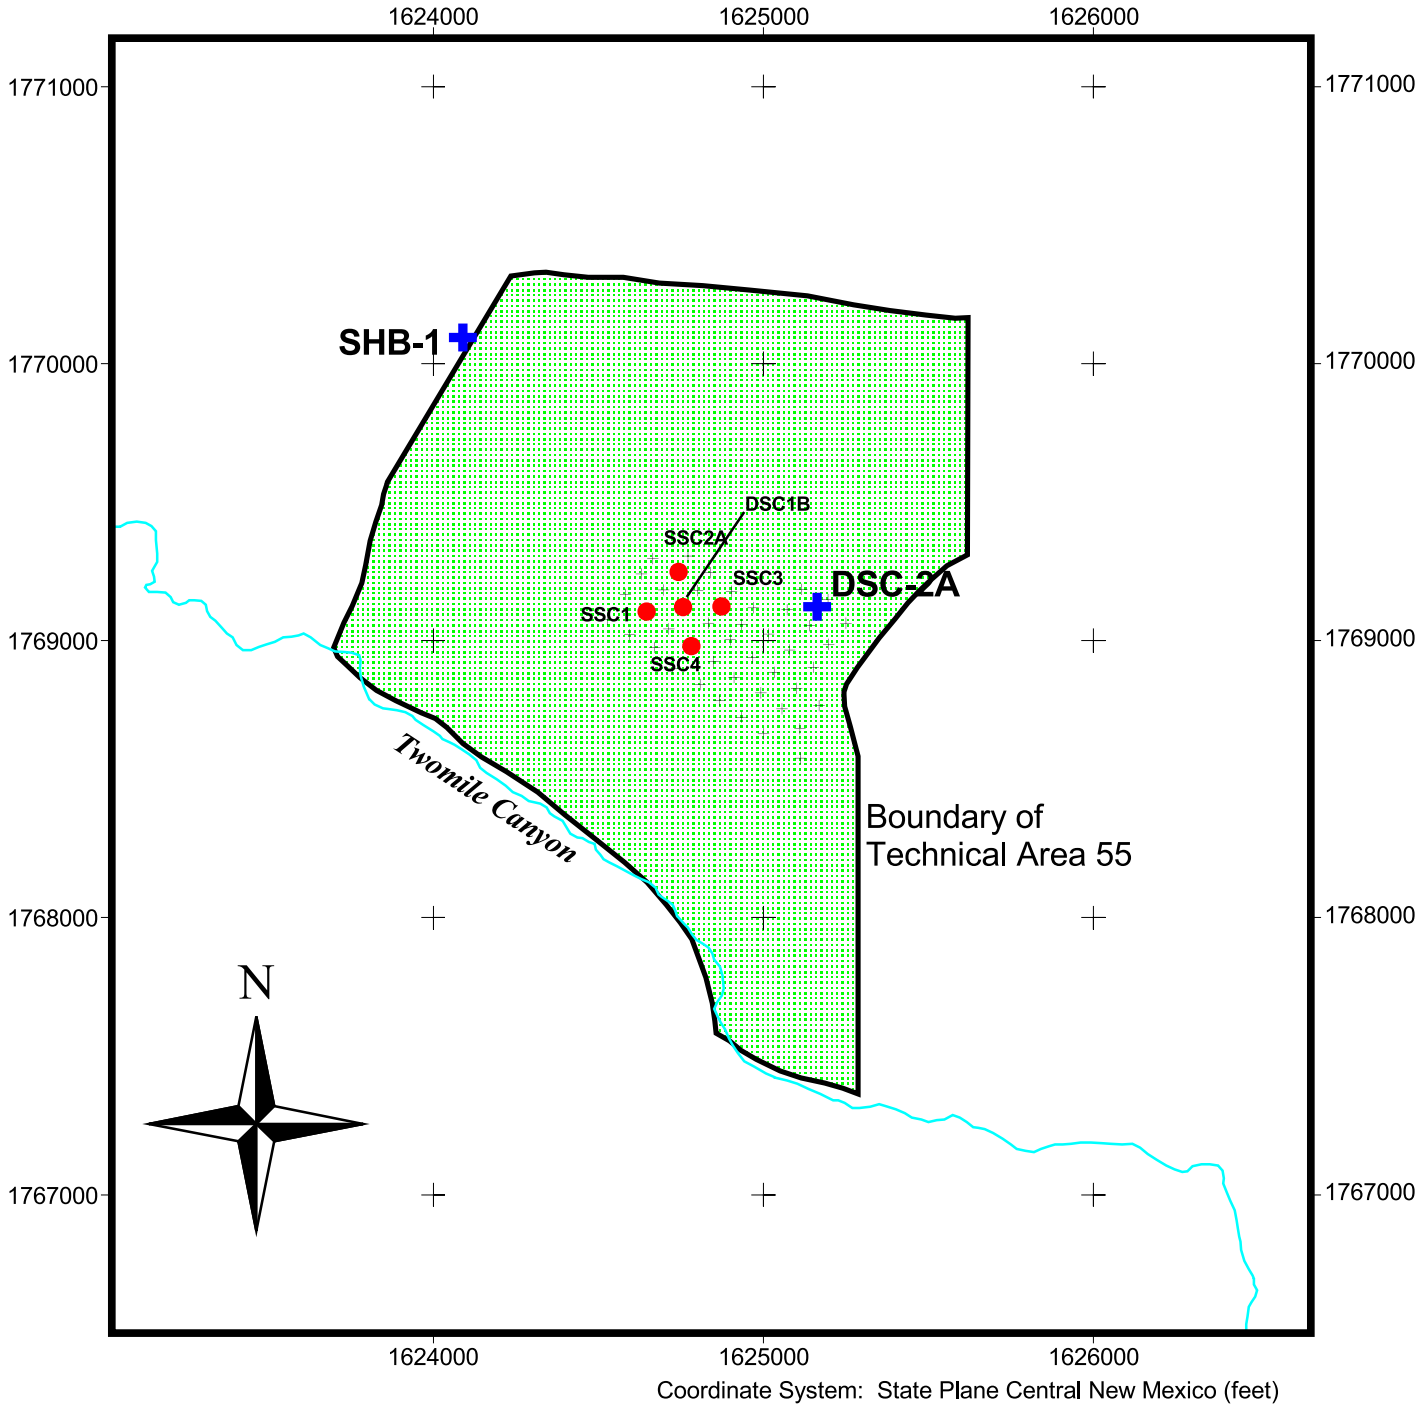 1624000
1625000
1626000
1771000
1771000
SHB-1
1770000
1770000
DSC1B
SSC2A
SSC3
DSC-2A
SSC1
1769000
1769000
SSC4
Twomile Canyon
Boundary of
Technical Area 55
1768000
1768000
N
1767000
1767000
1624000
1625000
1626000
Coordinate System: State Plane Central New Mexico (feet)